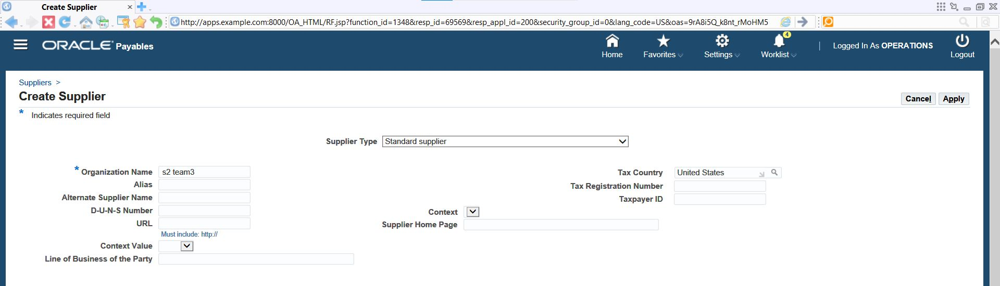 Create Supplier
http://apps.example.com:8000/OA_HTML/RF.jsp?function_id=1348&resp_id=69569&resp_appl_id=200&security_group_id=0&lang_code=US&oas=9rA8i5Q_k8nt_rMoHM5
ORACLE Payables
Home
Favorites
Settings
4
Worklist
Logged In As OPERATIONS
Logout
Suppliers >
Create Supplier
Cancel
Apply
* Indicates required field
Supplier Type Standard supplier
* Organization Name s2 team3
Alias
Alternate Supplier Name
D-U-N-S Number
URL
Must include: http://
Context Value
Line of Business of the Party
Tax Country United States
Tax Registration Number
Taxpayer ID
Context
Supplier Home Page